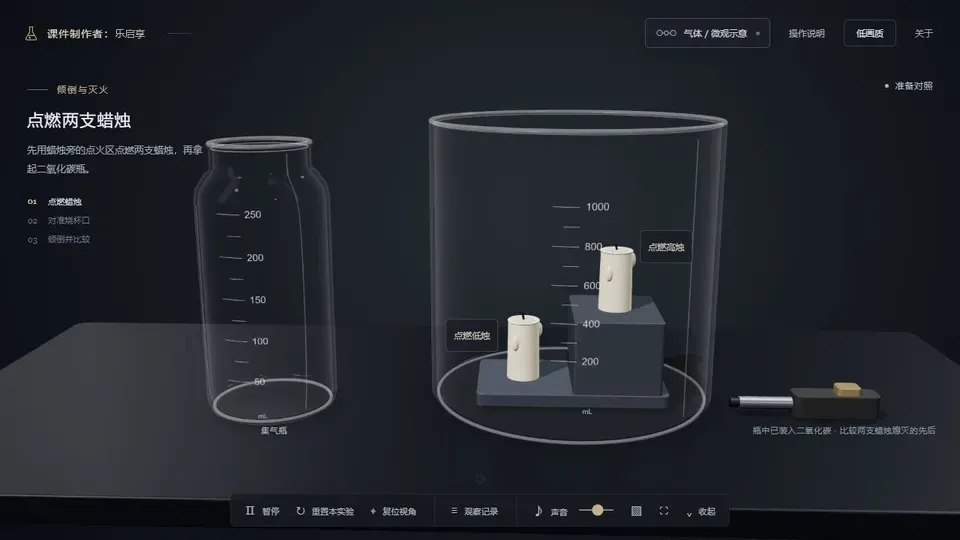 课件制作者：乐启享
气体 / 微观示意
操作说明
低画质
关于
倾倒与灭火
准备对照
点燃两支蜡烛
先用蜡烛旁的点火区点燃两支蜡烛，再拿
起二氧化碳瓶。
01 点燃蜡烛
02 对准烧杯口
03 倾倒并比较
250
200
150
100
50
mL
集气瓶
1000
800
600
400
200
mL
点燃高烛
点燃低烛
瓶中已装入二氧化碳 · 比较两支蜡烛熄灭的先后
暂停
重置本实验
复位视角
观察记录
声音
收起